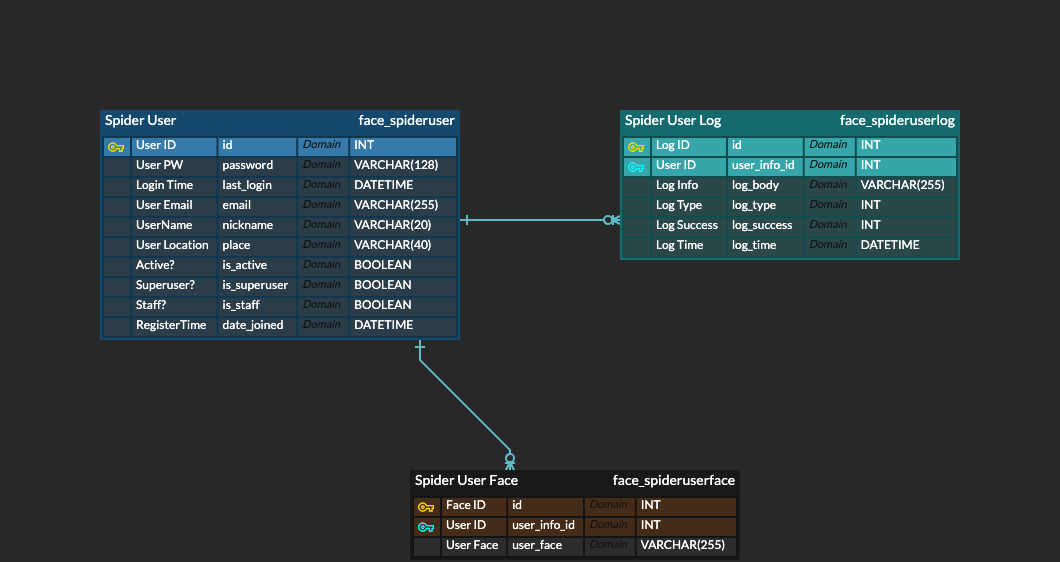 Spider User face_spideruser
User ID id Domain INT
User PW password Domain VARCHAR(128)
Login Time last_login Domain DATETIME
User Email email Domain VARCHAR(255)
UserName nickname Domain VARCHAR(20)
User Location place Domain VARCHAR(40)
Active? is_active Domain BOOLEAN
Superuser? is_superuser Domain BOOLEAN
Staff? is_staff Domain BOOLEAN
RegisterTime date_joined Domain DATETIME
Spider User Log face_spideruserlog
Log ID id Domain INT
User ID user_info_id Domain INT
Log Info log_body Domain VARCHAR(255)
Log Type log_type Domain INT
Log Success log_success Domain INT
Log Time log_time Domain DATETIME
Spider User Face face_spideruserface
Face ID id Domain INT
User ID user_info_id Domain INT
User Face user_face Domain VARCHAR(255)